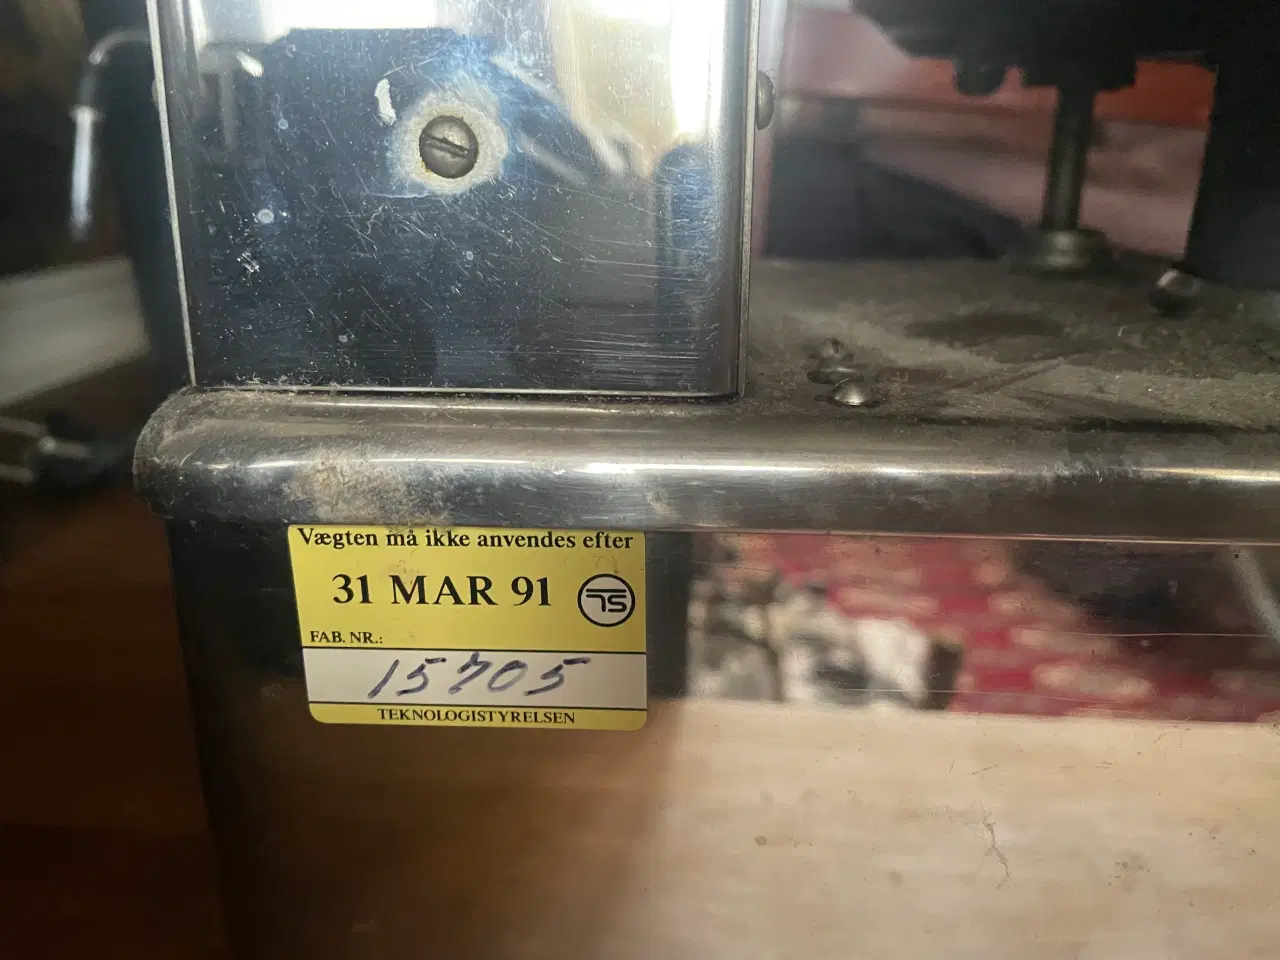 Vægten må ikke anvendes efter
31 MAR 91 TS
FAB. NR.:
15705
TEKNOLOGISTYRELSEN